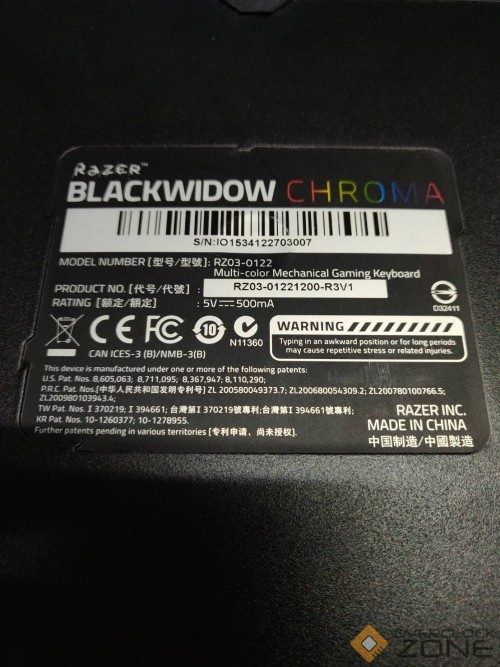 RAZER™
BLACKWIDOW CHROMA
S/N:IO1534122703007
MODEL NUMBER [型号/型號]: RZ03-0122
Multi-color Mechanical Gaming Keyboard
PRODUCT NO. [代号/代號] : RZ03-01221200-R3V1
RATING [额定/額定] : 5V⎓500mA
D32411
CE FC 10 N11360
CAN ICES-3 (B)/NMB-3(B)
WARNING
Typing in an awkward position or for long periods
may cause repetitive stress or related injuries.
This device is manufactured under one or more of the following patents:
U.S. Pat. Nos. 8,605,063; 8,711,095; 8,367,947; 8,110,290;
P.R.C. Pat. Nos.[中华人民共和国发明专利号] ZL 200580049373.7; ZL200680054309.2; ZL200780100766.5;
ZL200980103943.4;
TW Pat. Nos. I 370219; I 394661; 台灣第I 370219號專利; 台灣第I 394661號專利;
KR Pat. Nos. 10-1260377; 10-1278955.
Further patents pending in various territories [专利申请，尚未授权].
RAZER INC.
MADE IN CHINA
中国制造/中國製造
OVERCLOCK
ZONE